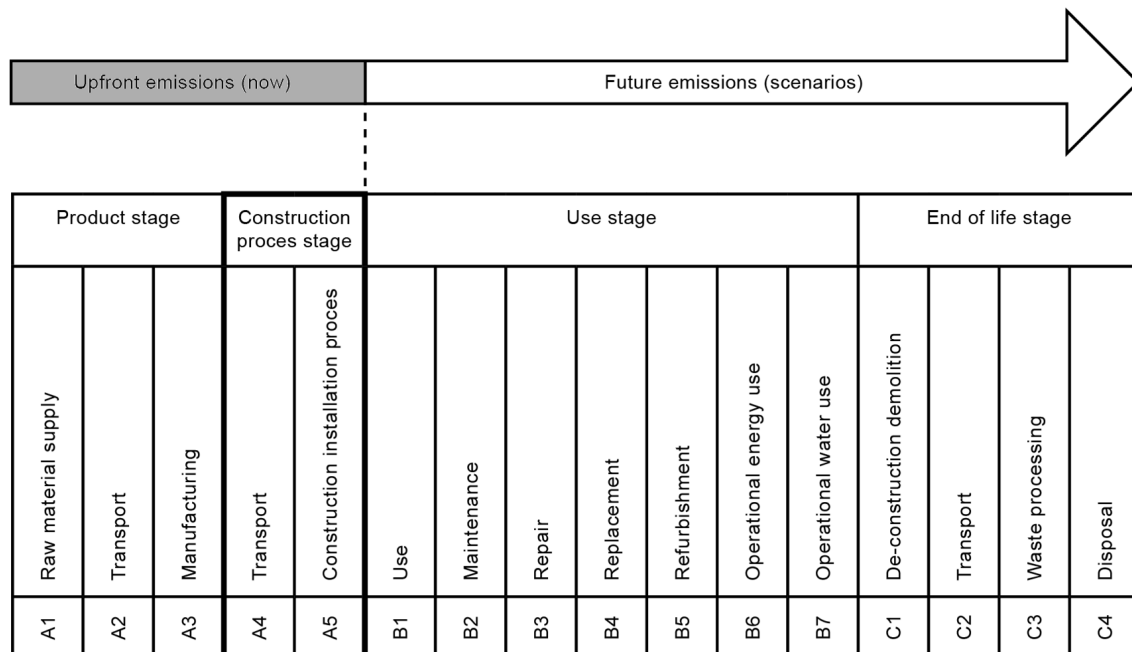 Upfront emissions (now)
Future emissions (scenarios)
Product stage
Construction
proces stage
Use stage
End of life stage
Raw material supply
Transport
Manufacturing
Transport
Construction installation proces
Use
Maintenance
Repair
Replacement
Refurbishment
Operational energy use
Operational water use
De-construction demolition
Transport
Waste processing
Disposal
A1
A2
A3
A4
A5
B1
B2
B3
B4
B5
B6
B7
C1
C2
C3
C4